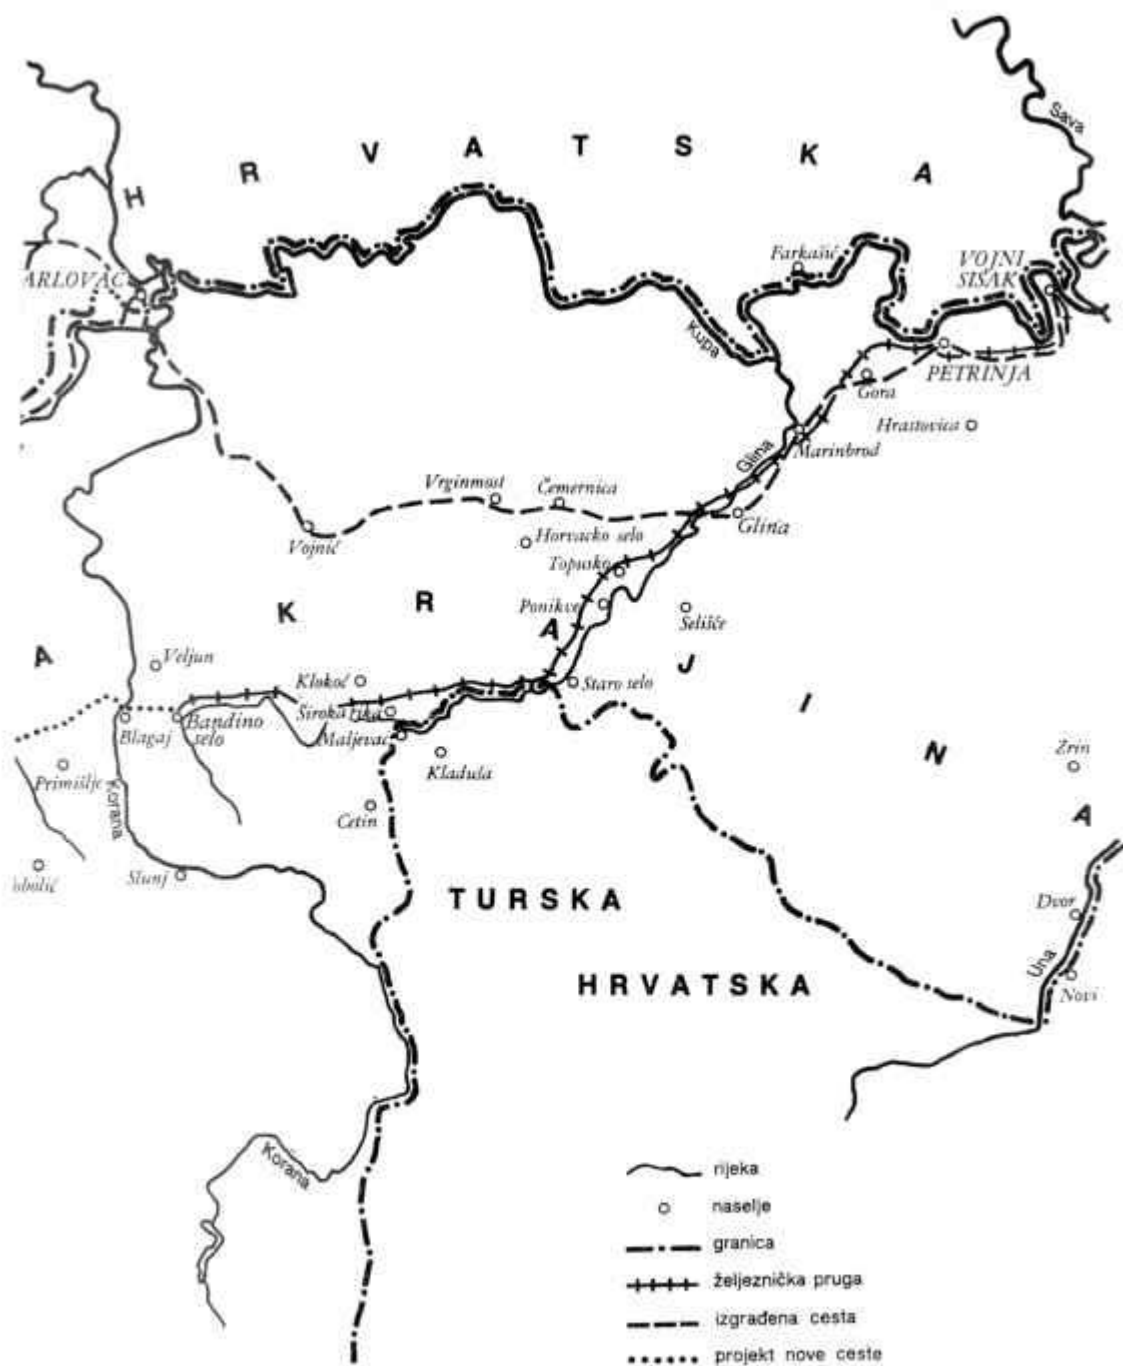 HRVATSKA
Sava
ARLOVAC
Farkašić
VOJNI
SISAK
Kupa
PETRINJA
Gora
Hrastovica
Glina
Marinbrod
Vrginmost
Čemernica
Glina
Vojnić
Horvacko selo
Topusko
Ponikve
Selišće
KRAJINA
A
Veljun
Klokoč
Staro selo
Široka rika
Blagaj
Bandino
selo
Maljevac
Kladuša
Primišlje
Korana
Žrin
Cetin
Slunj
TURSKA
Dvor
Una
HRVATSKA
Novi
Korana
rijeka
naselje
granica
željeznička pruga
izgrađena cesta
projekt nove ceste